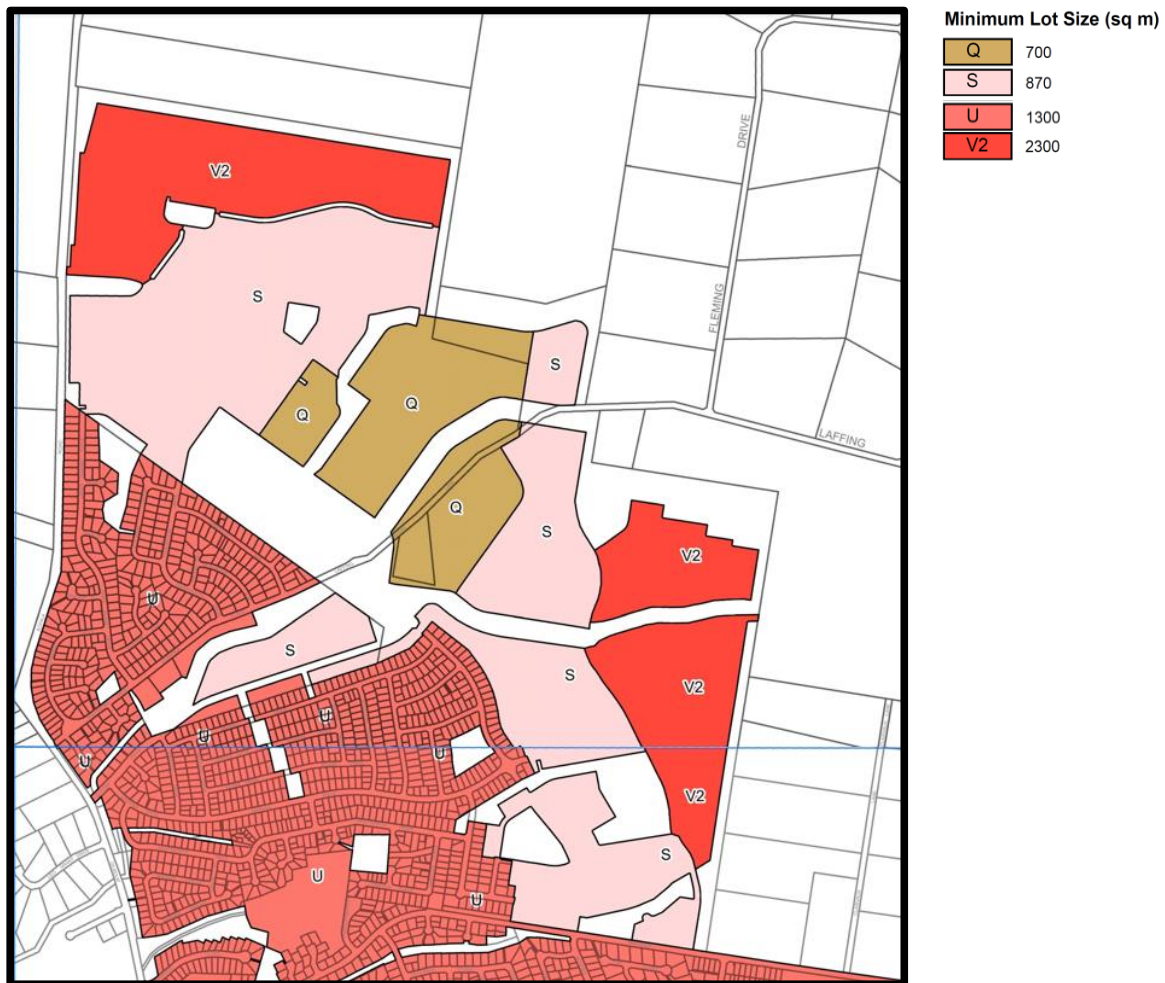 Minimum Lot Size (sq m)
Q 700
S 870
U 1300
V2 2300
V2
DRIVE
S
FLEMING
S
Q
Q
LAFFING
Q
S
V2
U
S
S
V2
U
U
U
U
V2
S
U
U